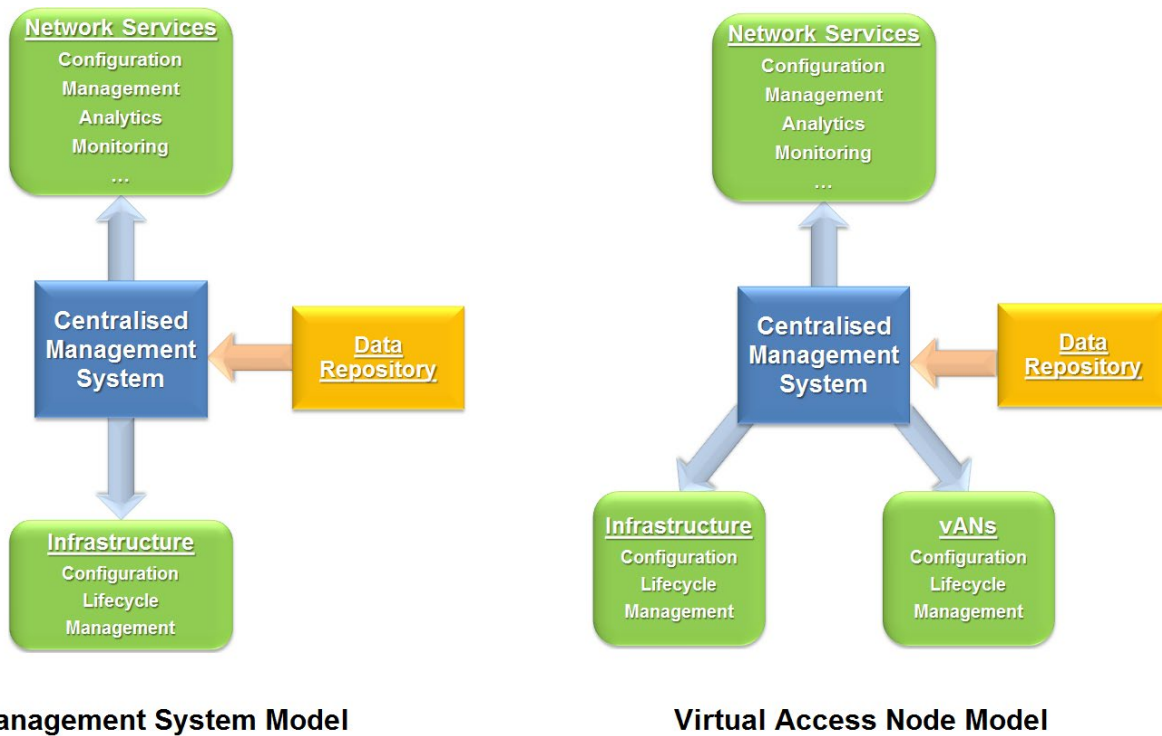 Network Services
Configuration
Management
Analytics
Monitoring
...
Centralised
Management
System
Data
Repository
Infrastructure
Configuration
Lifecycle
Management
Network Services
Configuration
Management
Analytics
Monitoring
...
Centralised
Management
System
Data
Repository
Infrastructure
Configuration
Lifecycle
Management
vANs
Configuration
Lifecycle
Management
anagement System Model
Virtual Access Node Model